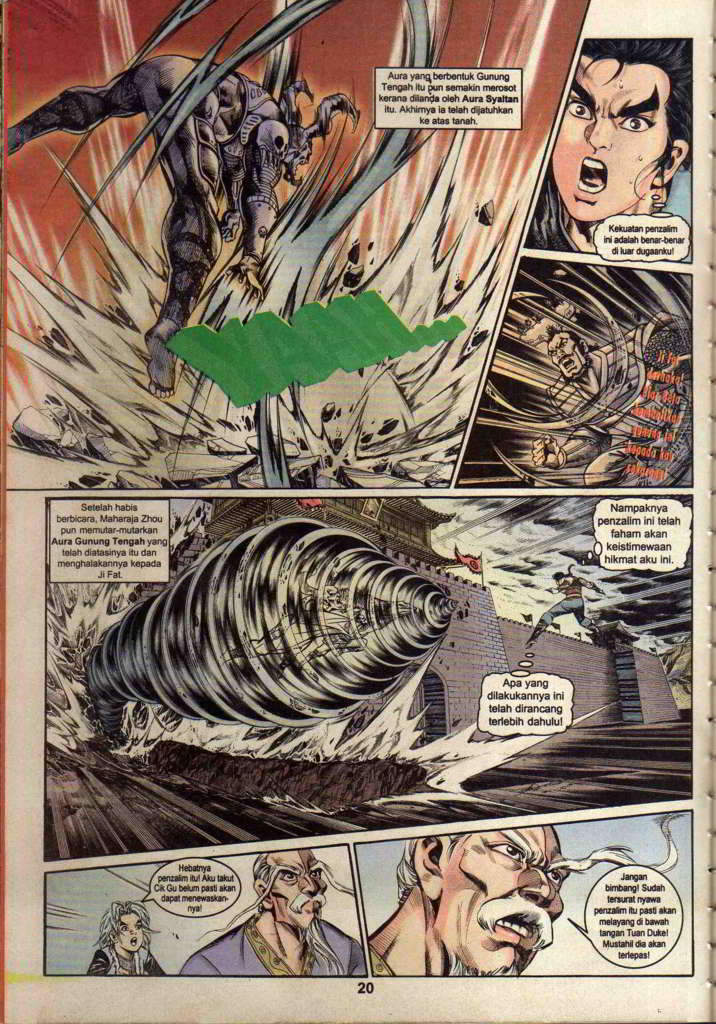 Aura yang berbentuk Gunung
Tengah itu pun semakin merosot
kerana dilanda oleh Aura Syaitan
itu. Akhirnya ia telah dijatuhkan
ke atas tanah.
Kekuatan penzalim
ini adalah benar-benar
di luar dugaanku!
Ji Fat
kepada
Setelah habis
berbicara, Maharaja Zhou
pun memutar-mutarkan
Aura Gunung Tengah yang
telah diatasinya itu dan
menghalakannya kepada
Ji Fat.
Nampaknya
penzalim ini telah
faham akan
keistimewaan
hikmat aku ini.
Apa yang
dilakukannya ini
telah dirancang
terlebih dahulu!
Hebatnya
penzalim itu! Aku takut
Cik Gu belum pasti akan
dapat menewaskan-
nya!
Jangan
bimbang! Sudah
tersurat nyawa
penzalim itu pasti akan
melayang di bawah
tangan Tuan Duke!
Mustahil dia akan
terlepas!
20